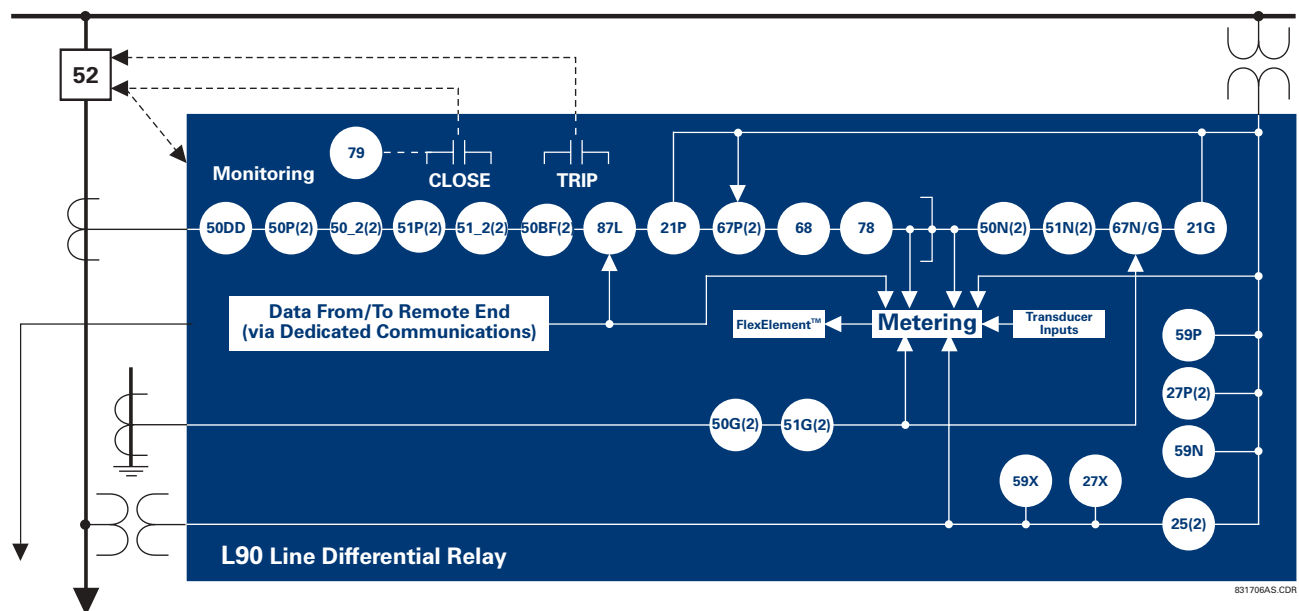 52
79
Monitoring
CLOSE
TRIP
50DD
50P(2)
50_2(2)
51P(2)
51_2(2)
50BF(2)
87L
21P
67P(2)
68
78
50N(2)
51N(2)
67N/G
21G
Data From/To Remote End
(via Dedicated Communications)
FlexElement™
Metering
Transducer
Inputs
59P
27P(2)
50G(2)
51G(2)
59N
59X
27X
25(2)
L90 Line Differential Relay
831706AS.CDR